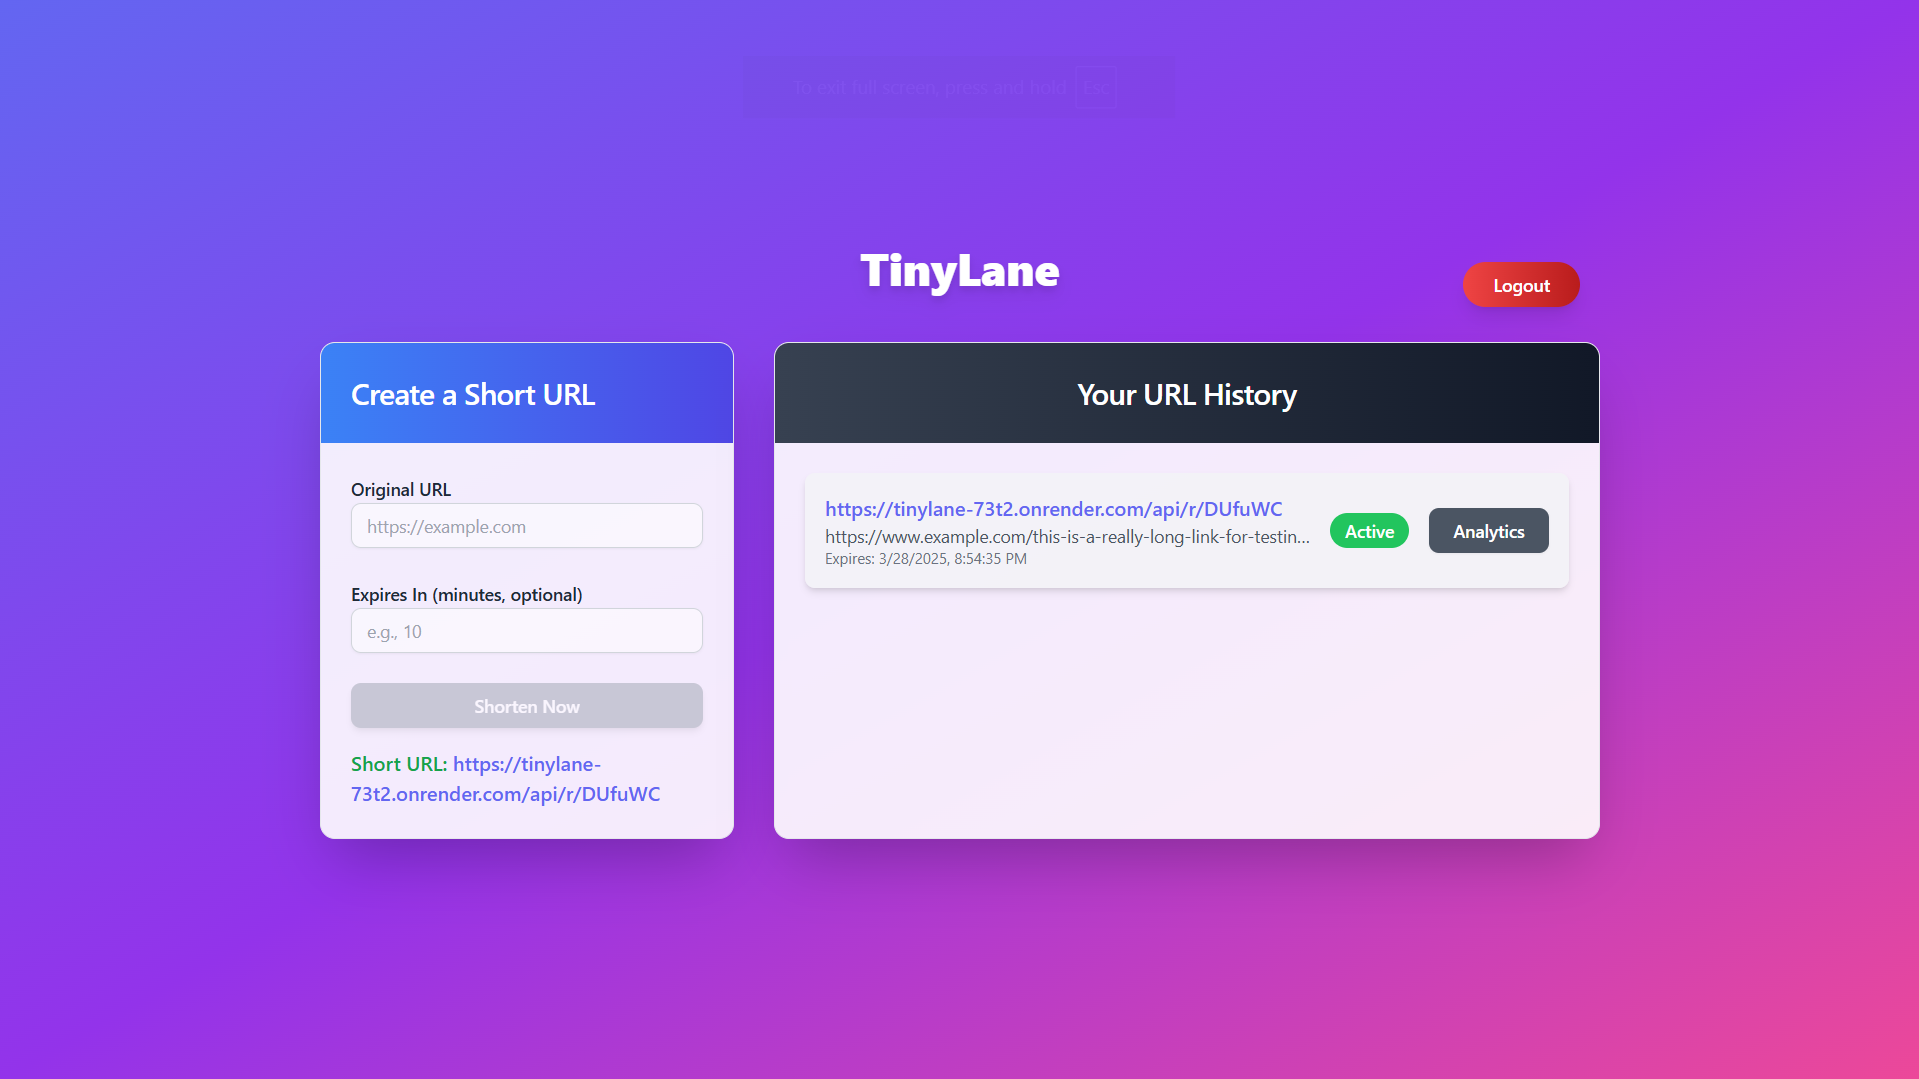 To exit full screen, press and hold Esc
TinyLane
Logout
Create a Short URL
Original URL
https://example.com
Expires In (minutes, optional)
e.g., 10
Shorten Now
Short URL: https://tinylane-
73t2.onrender.com/api/r/DUfuWC
Your URL History
https://tinylane-73t2.onrender.com/api/r/DUfuWC
https://www.example.com/this-is-a-really-long-link-for-testin...
Expires: 3/28/2025, 8:54:35 PM
Active
Analytics